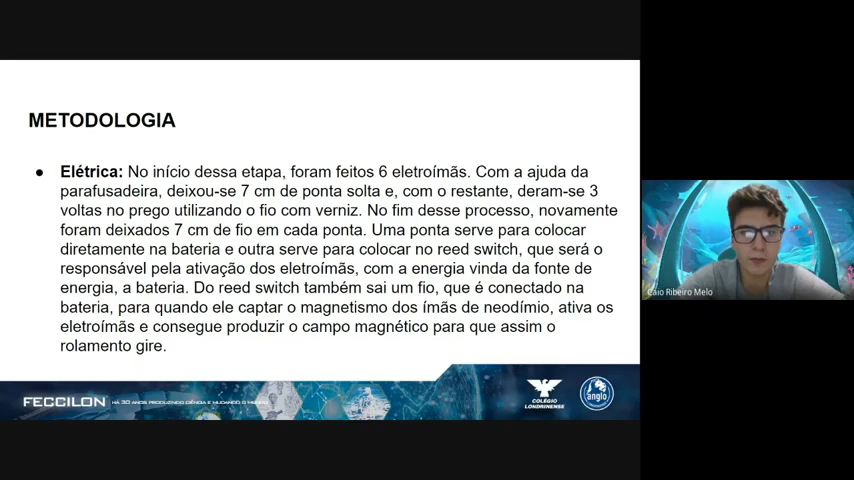 METODOLOGIA
● Elétrica: No início dessa etapa, foram feitos 6 eletroímãs. Com a ajuda da
parafusadeira, deixou-se 7 cm de ponta solta e, com o restante, deram-se 3
voltas no prego utilizando o fio com verniz. No fim desse processo, novamente
foram deixados 7 cm de fio em cada ponta. Uma ponta serve para colocar
diretamente na bateria e outra serve para colocar no reed switch, que será o
responsável pela ativação dos eletroímãs, com a energia vinda da fonte de
energia, a bateria. Do reed switch também sai um fio, que é conectado na
bateria, para quando ele captar o magnetismo dos ímãs de neodímio, ativa os
eletroímãs e consegue produzir o campo magnético para que assim o
rolamento gire.
Caio Ribeiro Melo
FECCILON HÁ 30 ANOS PRODUZINDO CIÊNCIA E MUDANDO O MUNDO
COLÉGIO
LONDRINENSE
anglo